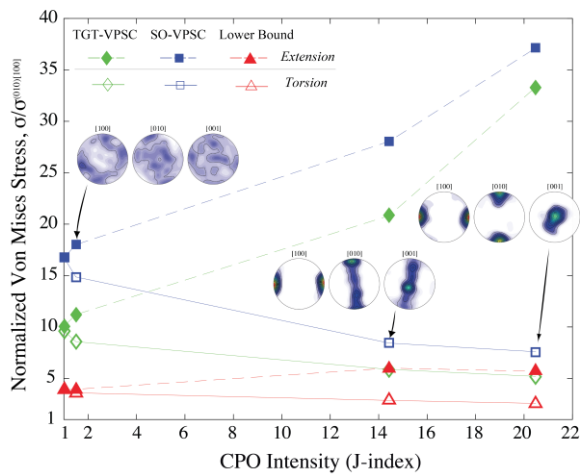 TGT-VPSC SO-VPSC Lower Bound
Extension
Torsion
Normalized Von Mises Stress, σ/σ(010)[100]
40
35
30
25
20
15
10
5
1
[100] [010] [001]
[100] [010] [001]
[100] [010] [001]
1 2 4 6 8 10 12 14 16 18 20 22
CPO Intensity (J-index)